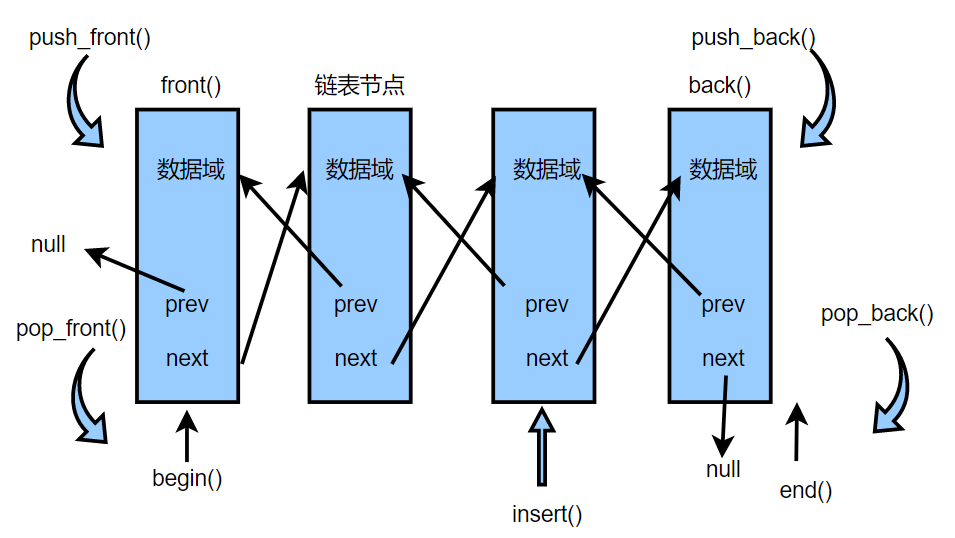 push_front()
push_back()
front()
链表节点
back()
数据域
数据域
数据域
数据域
null
prev
prev
prev
prev
pop_front()
pop_back()
next
next
next
next
begin()
null
end()
insert()